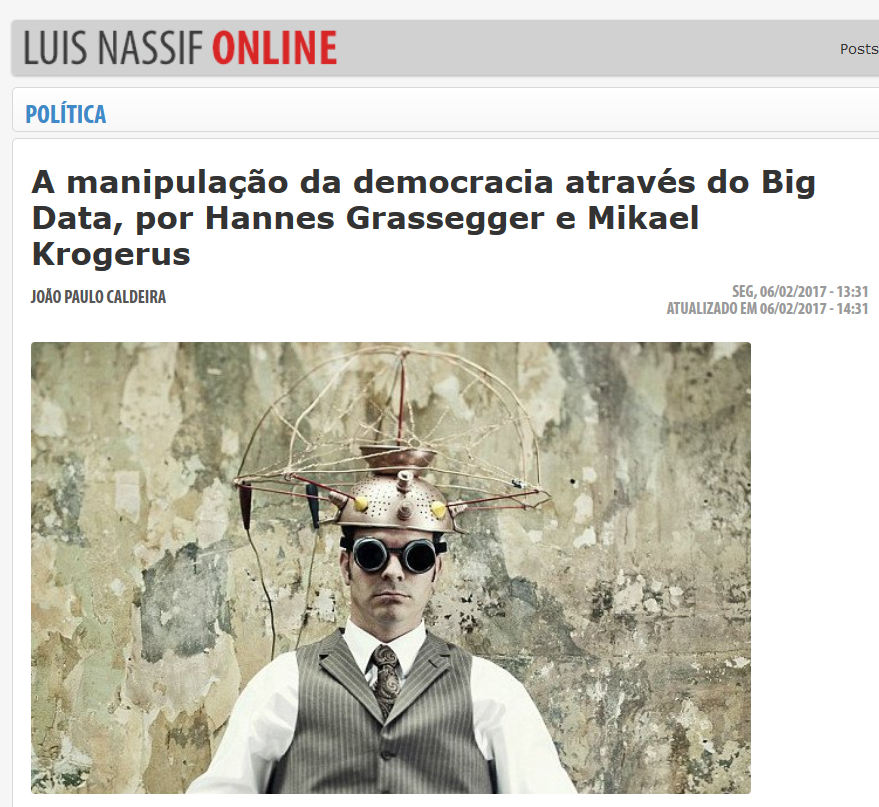 LUIS NASSIF ONLINE
Posts
POLÍTICA
A manipulação da democracia através do Big
Data, por Hannes Grassegger e Mikael
Krogerus
JOÃO PAULO CALDEIRA
SEG, 06/02/2017 - 13:31
ATUALIZADO EM 06/02/2017 - 14:31